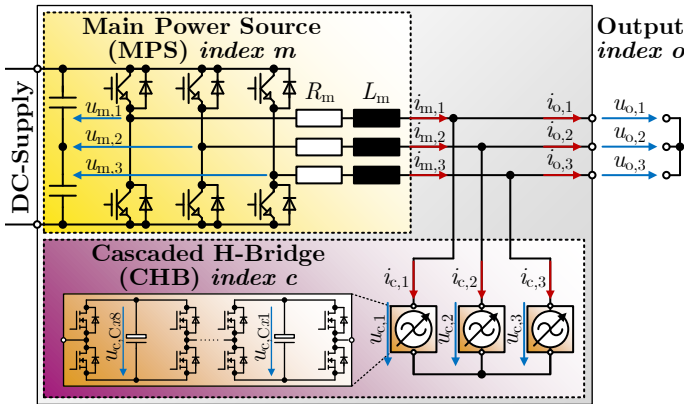 Main Power Source
(MPS) index m
Output
index o
DC-Supply
R_m
L_m
u_m,1
u_m,2
u_m,3
i_m,1
i_m,2
i_m,3
i_o,1
i_o,2
i_o,3
u_o,1
u_o,2
u_o,3
Cascaded H-Bridge
(CHB) index c
i_c,1
i_c,2
i_c,3
u_c,Cx8
u_c,Cx1
u_c,1
u_c,2
u_c,3